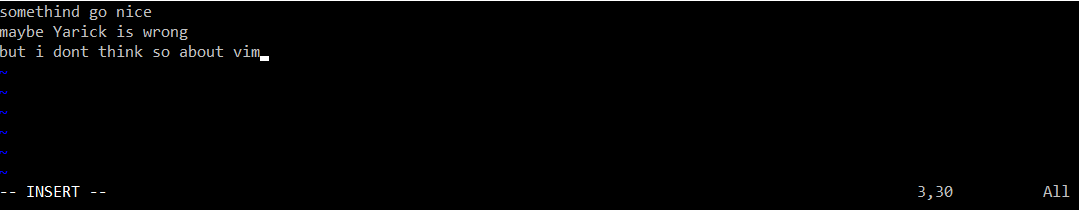 somethind go nice
maybe Yarick is wrong
but i dont think so about vim
~
~
~
~
~
~
-- INSERT -- 3,30 All